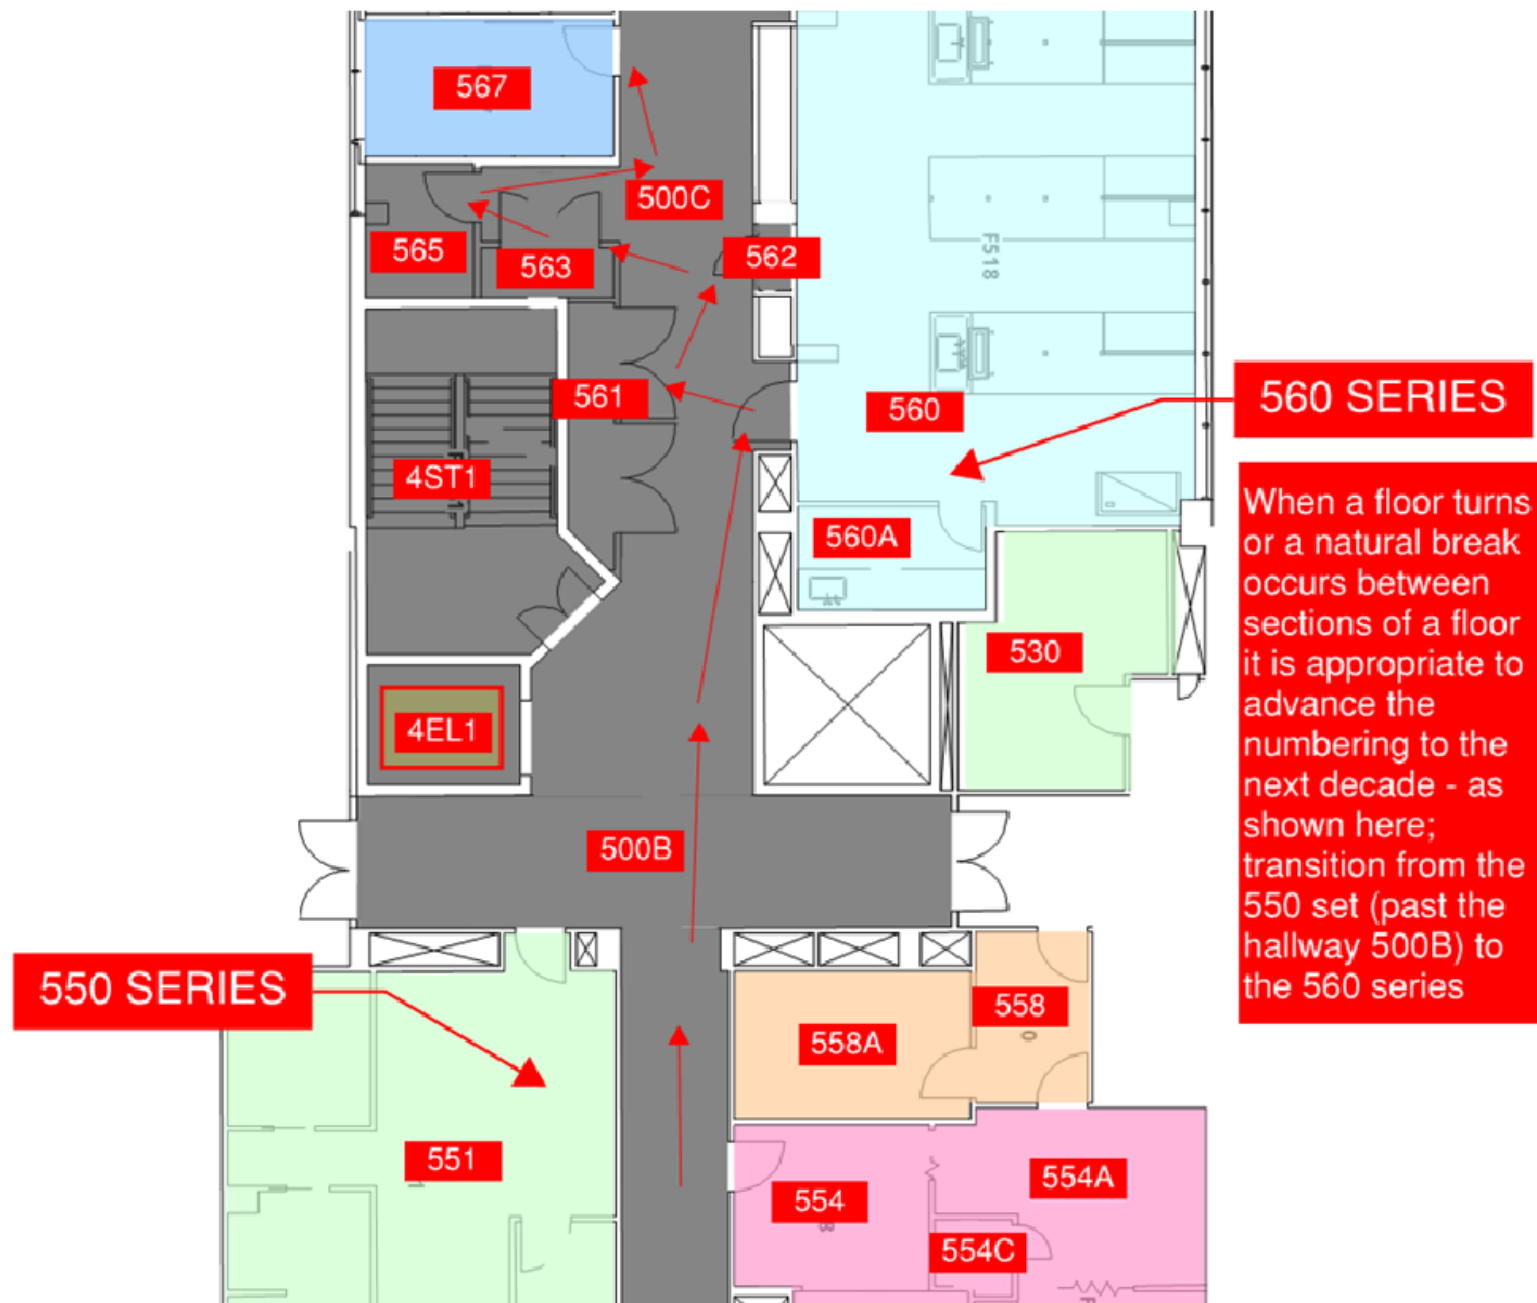 567
500C
565
563
562
F518
561
560
560 SERIES
4ST1
560A
When a floor turns
or a natural break
occurs between
sections of a floor
it is appropriate to
advance the
numbering to the
next decade - as
shown here;
transition from the
550 set (past the
hallway 500B) to
the 560 series
530
4EL1
500B
550 SERIES
558
558A
551
554A
554
554C